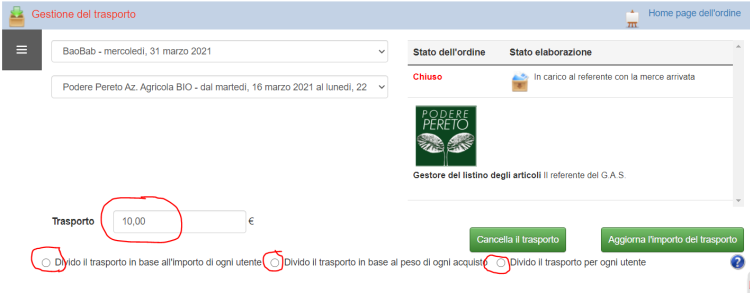 Gestione del trasporto
Home page dell'ordine
BaoBab - mercoledì, 31 marzo 2021
Podere Pereto Az. Agricola BIO - dal martedì, 16 marzo 2021 al lunedì, 22
Stato dell'ordine Stato elaborazione
Chiuso In carico al referente con la merce arrivata
PODERE
PERETO
Gestore del listino degli articoli Il referente del G.A.S.
Trasporto 10,00 €
Cancella il trasporto Aggiorna l'importo del trasporto
Divido il trasporto in base all'importo di ogni utente Divido il trasporto in base al peso di ogni acquisto Divido il trasporto per ogni utente ?